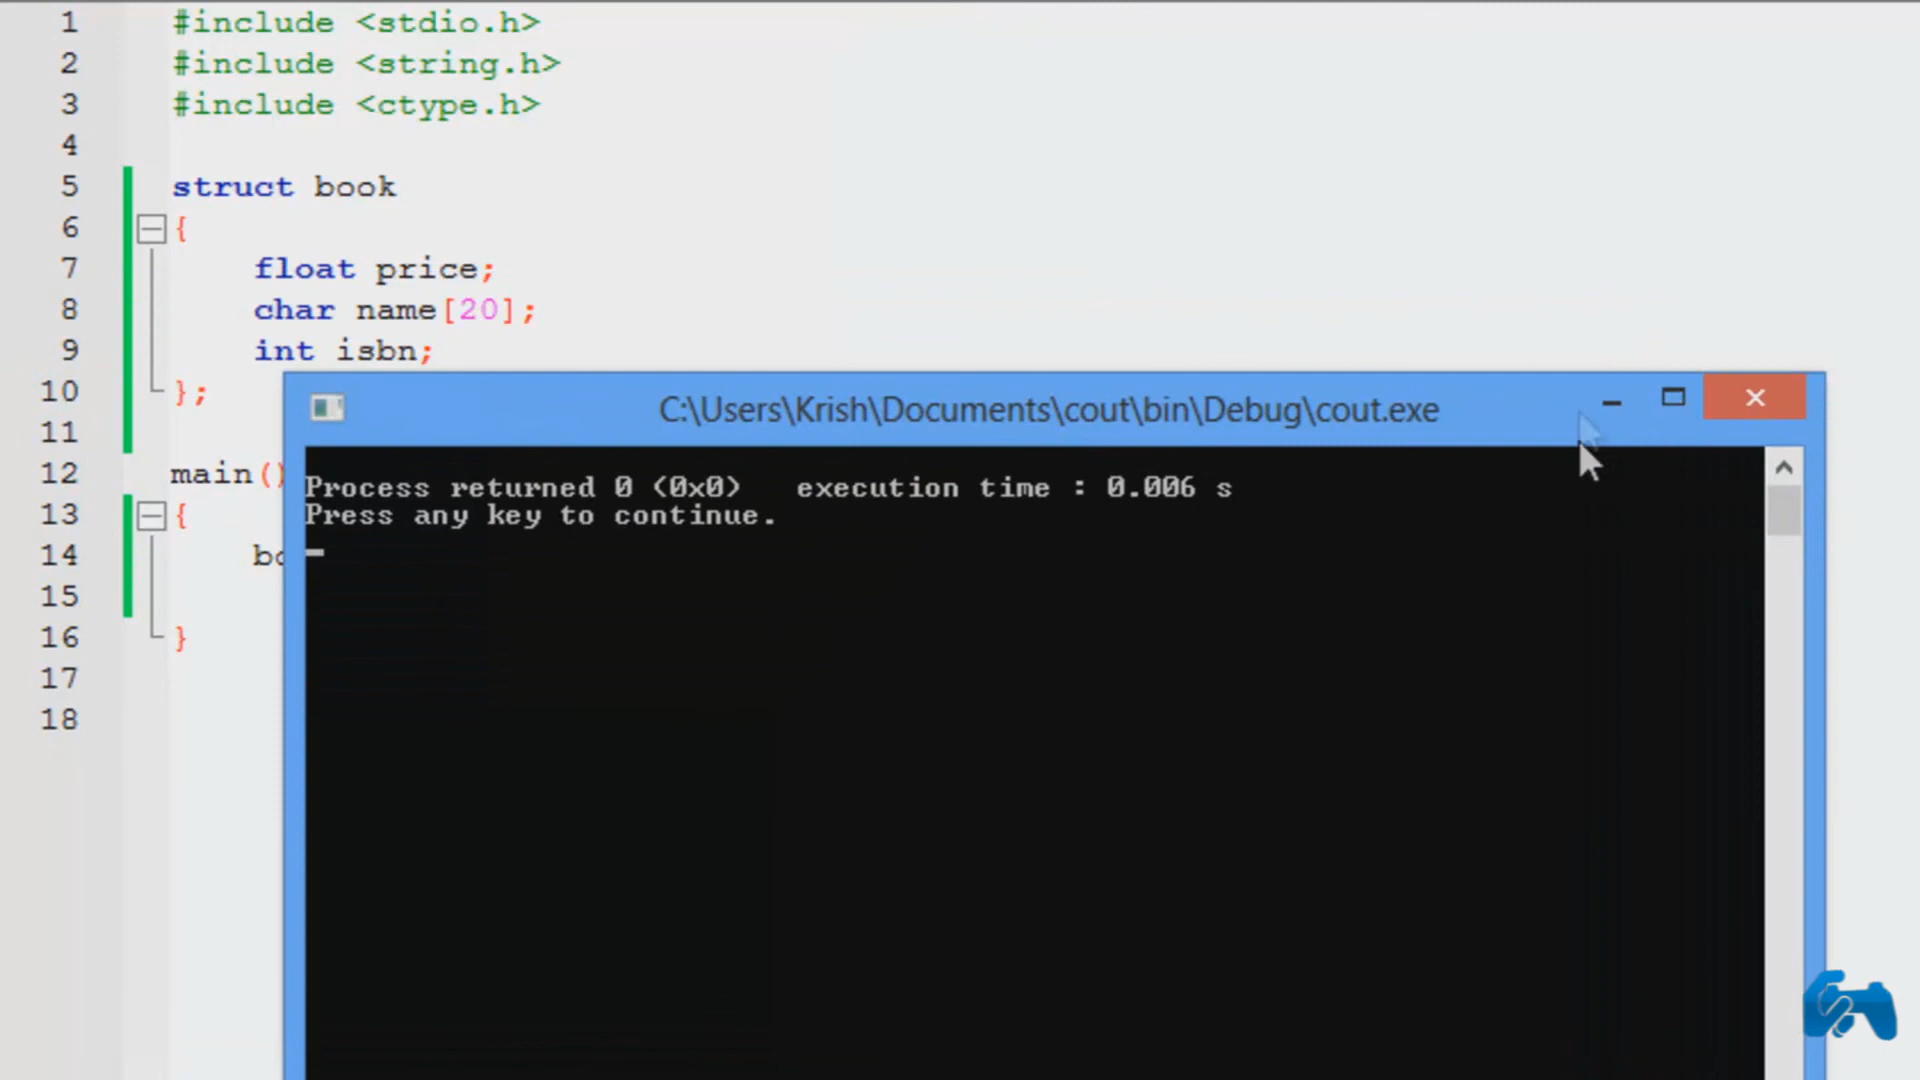 1 #include <stdio.h>
2 #include <string.h>
3 #include <ctype.h>
4
5 struct book
6 {
7 float price;
8 char name[20];
9 int isbn;
10 };
11
12 main()
13 {
14
15
16 }
17
18
C:\Users\Krish\Documents\cout\bin\Debug\cout.exe
Process returned 0 (0x0) execution time : 0.006 s
Press any key to continue.